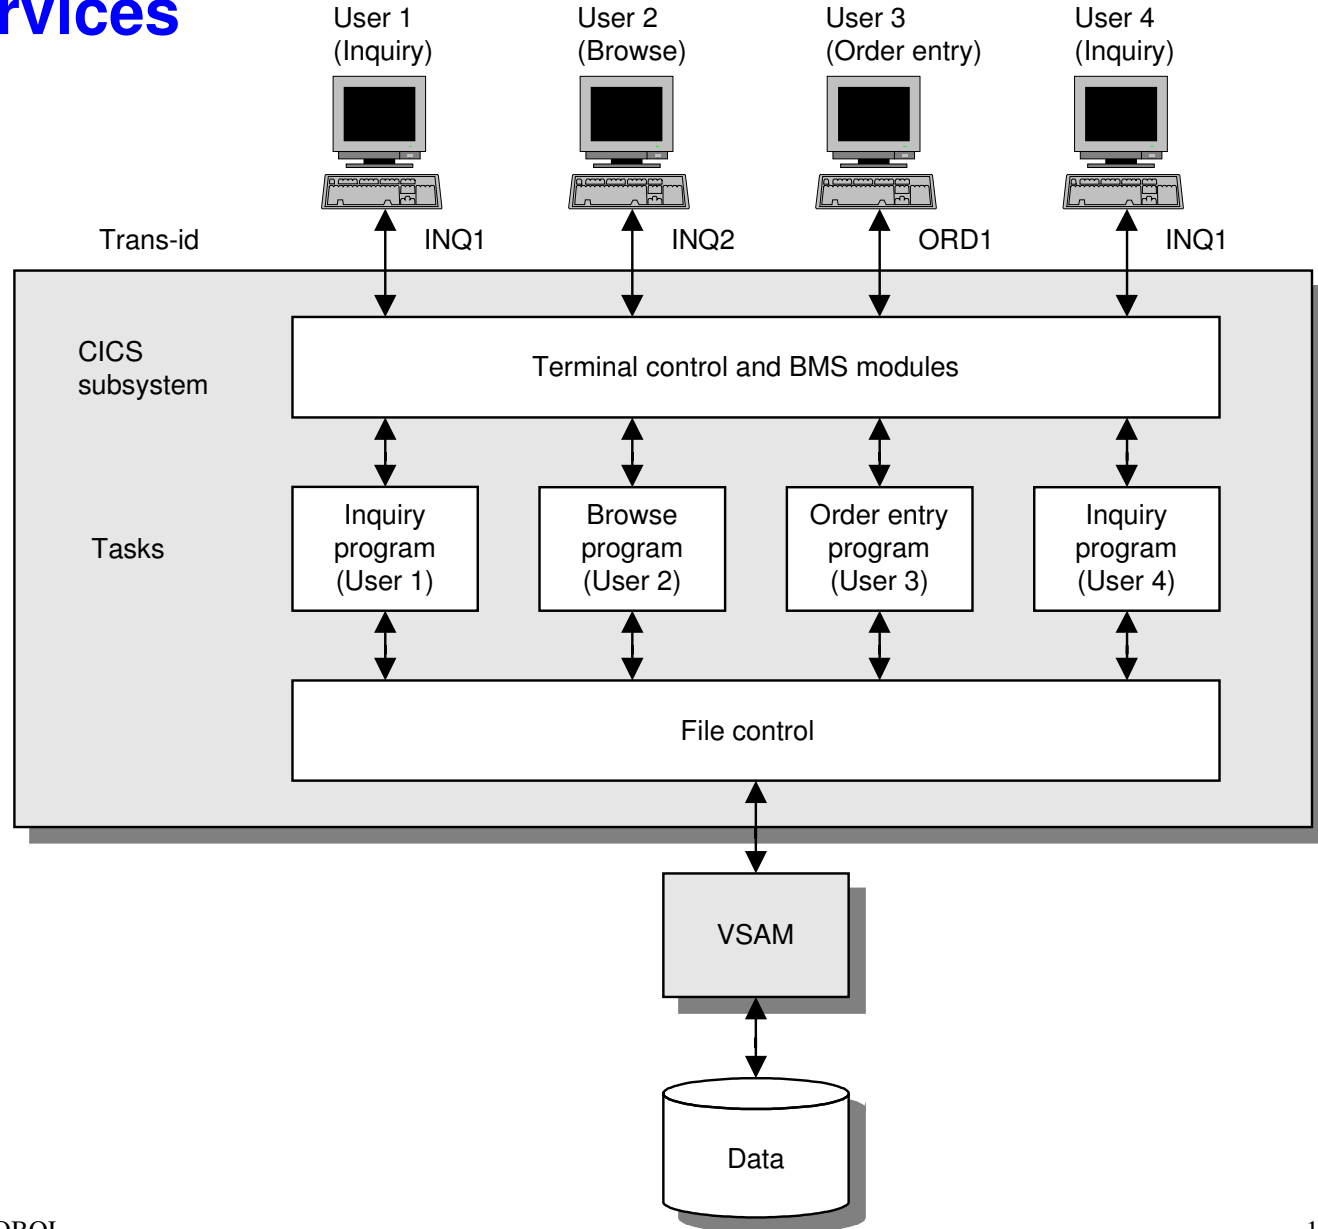 rvices
User 1
(Inquiry)
User 2
(Browse)
User 3
(Order entry)
User 4
(Inquiry)
Trans-id
INQ1
INQ2
ORD1
INQ1
CICS
subsystem
Terminal control and BMS modules
Tasks
Inquiry
program
(User 1)
Browse
program
(User 2)
Order entry
program
(User 3)
Inquiry
program
(User 4)
File control
VSAM
Data